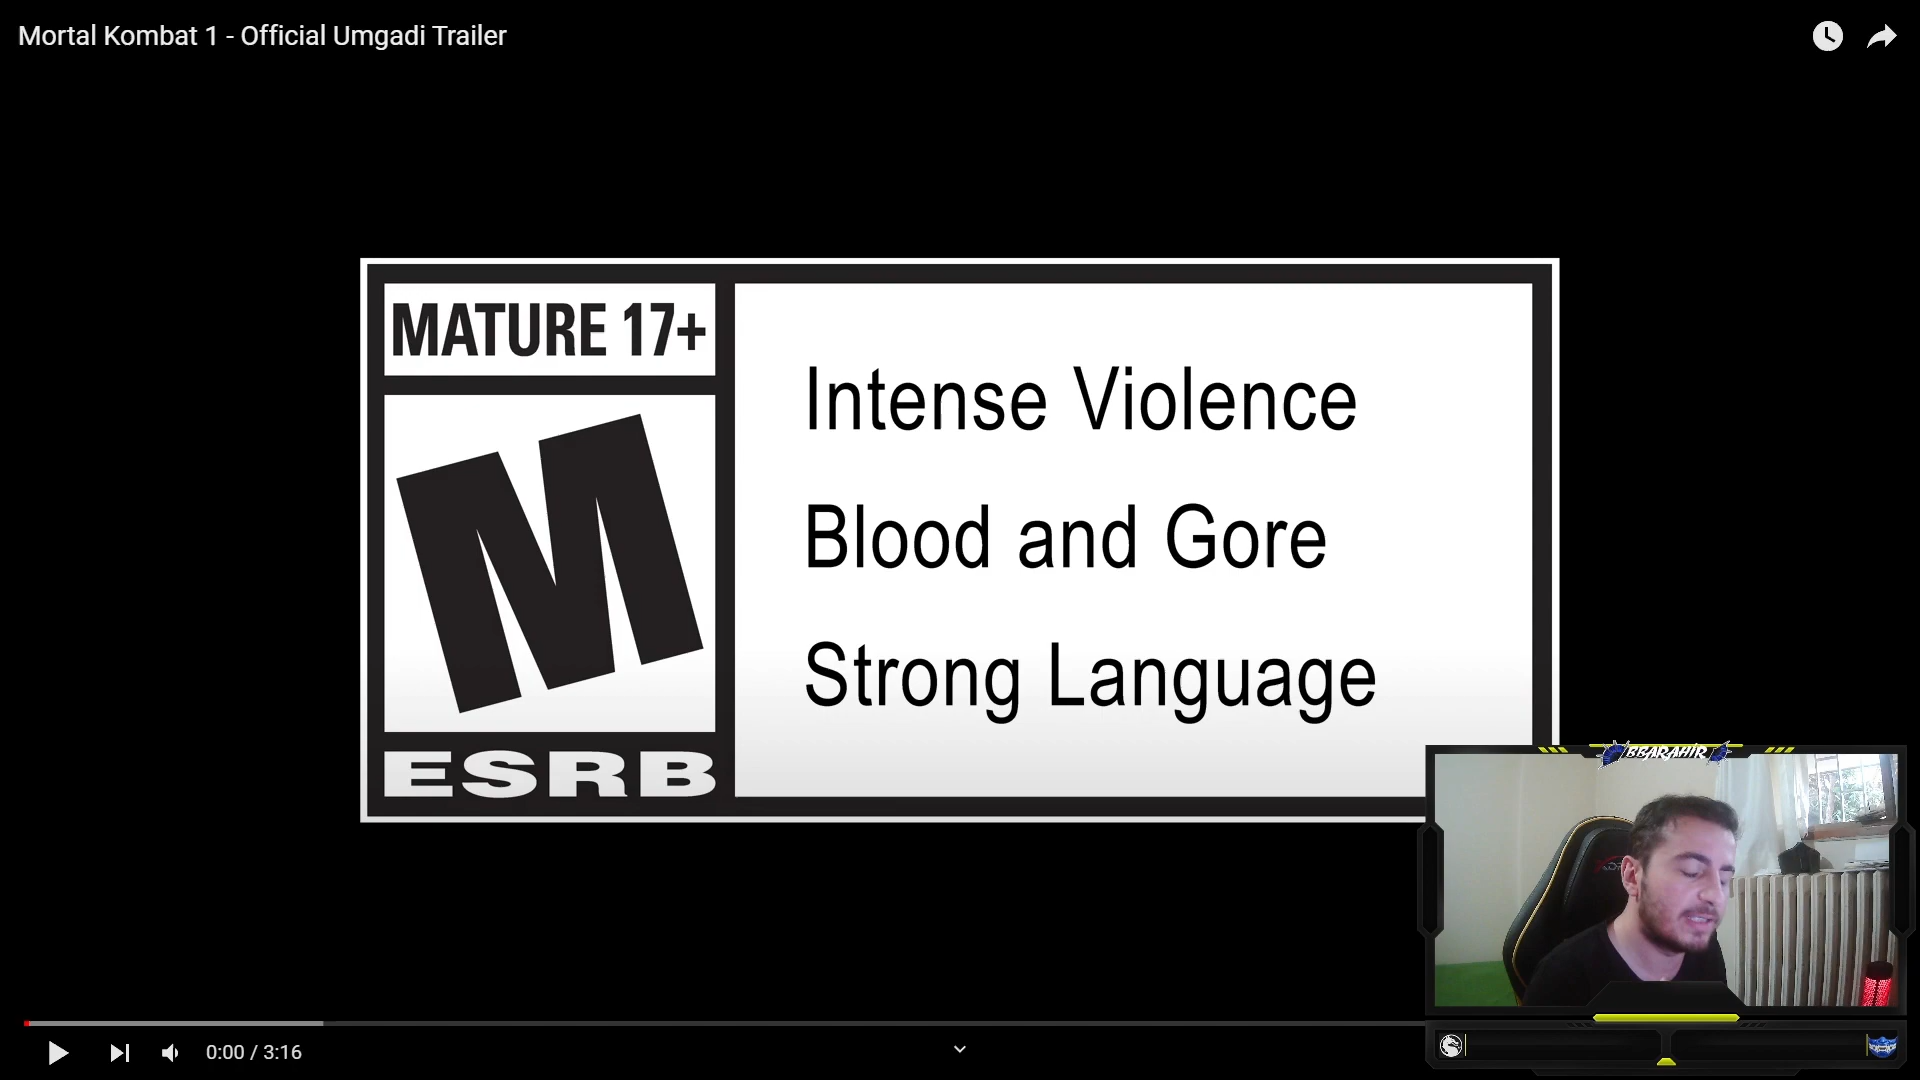 Mortal Kombat 1 - Official Umgadi Trailer
MATURE 17+
M
ESRB
Intense Violence
Blood and Gore
Strong Language
BBARAHIR
0:00 / 3:16